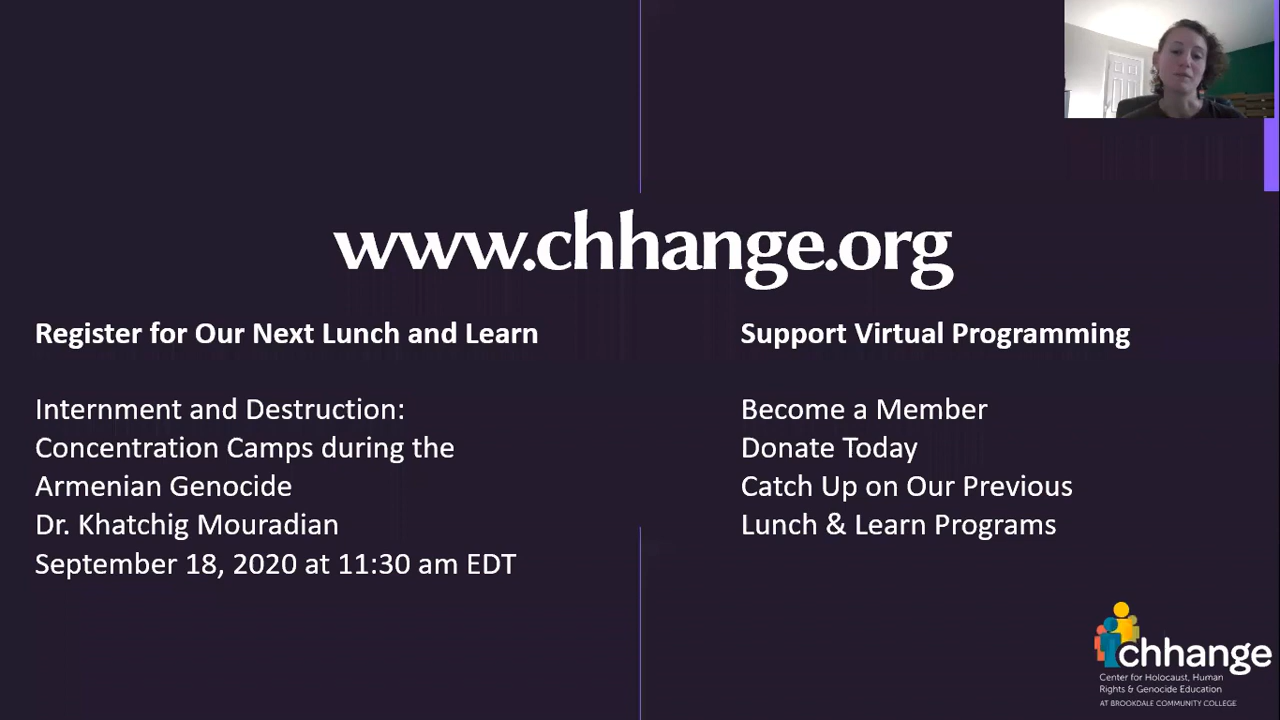 www.chhange.org
Register for Our Next Lunch and Learn
Internment and Destruction:
Concentration Camps during the
Armenian Genocide
Dr. Khatchig Mouradian
September 18, 2020 at 11:30 am EDT
Support Virtual Programming
Become a Member
Donate Today
Catch Up on Our Previous
Lunch & Learn Programs
chhange
Center for Holocaust, Human
Rights & Genocide Education
AT BROOKDALE COMMUNITY COLLEGE